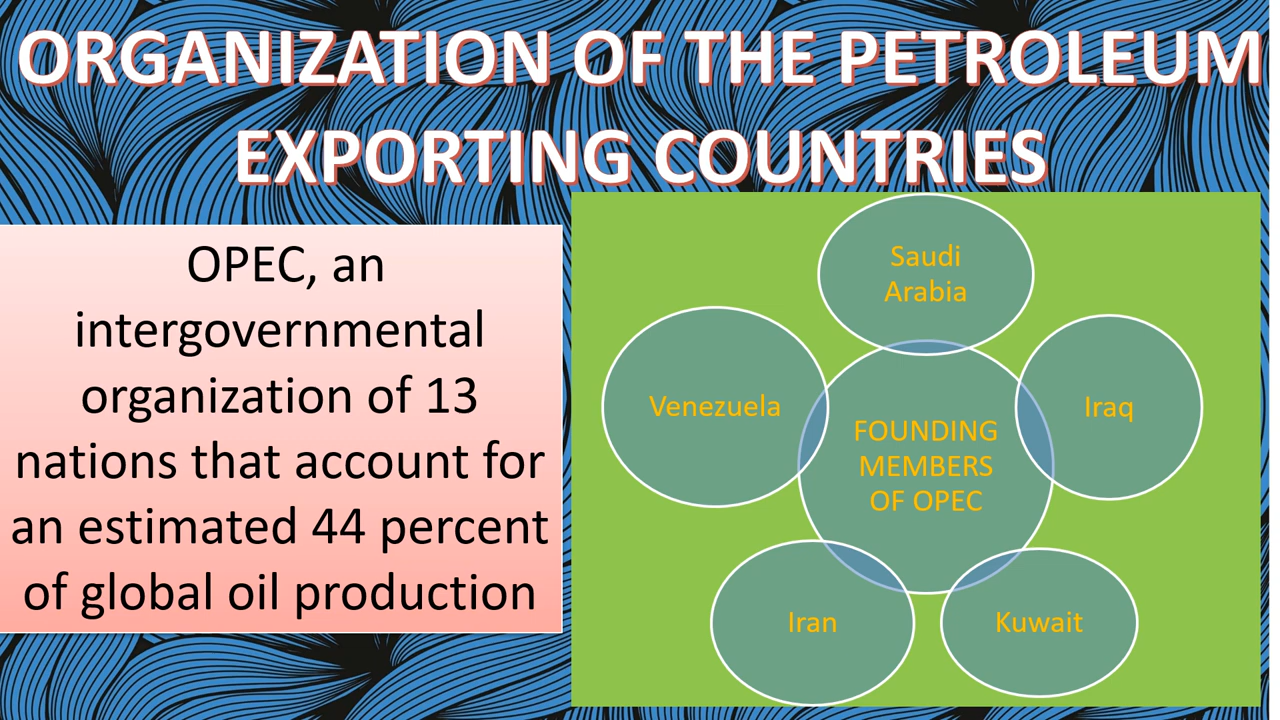 ORGANIZATION OF THE PETROLEUM
EXPORTING COUNTRIES
OPEC, an
intergovernmental
organization of 13
nations that account for
an estimated 44 percent
of global oil production
Saudi
Arabia
Venezuela
Iraq
FOUNDING
MEMBERS
OF OPEC
Iran
Kuwait